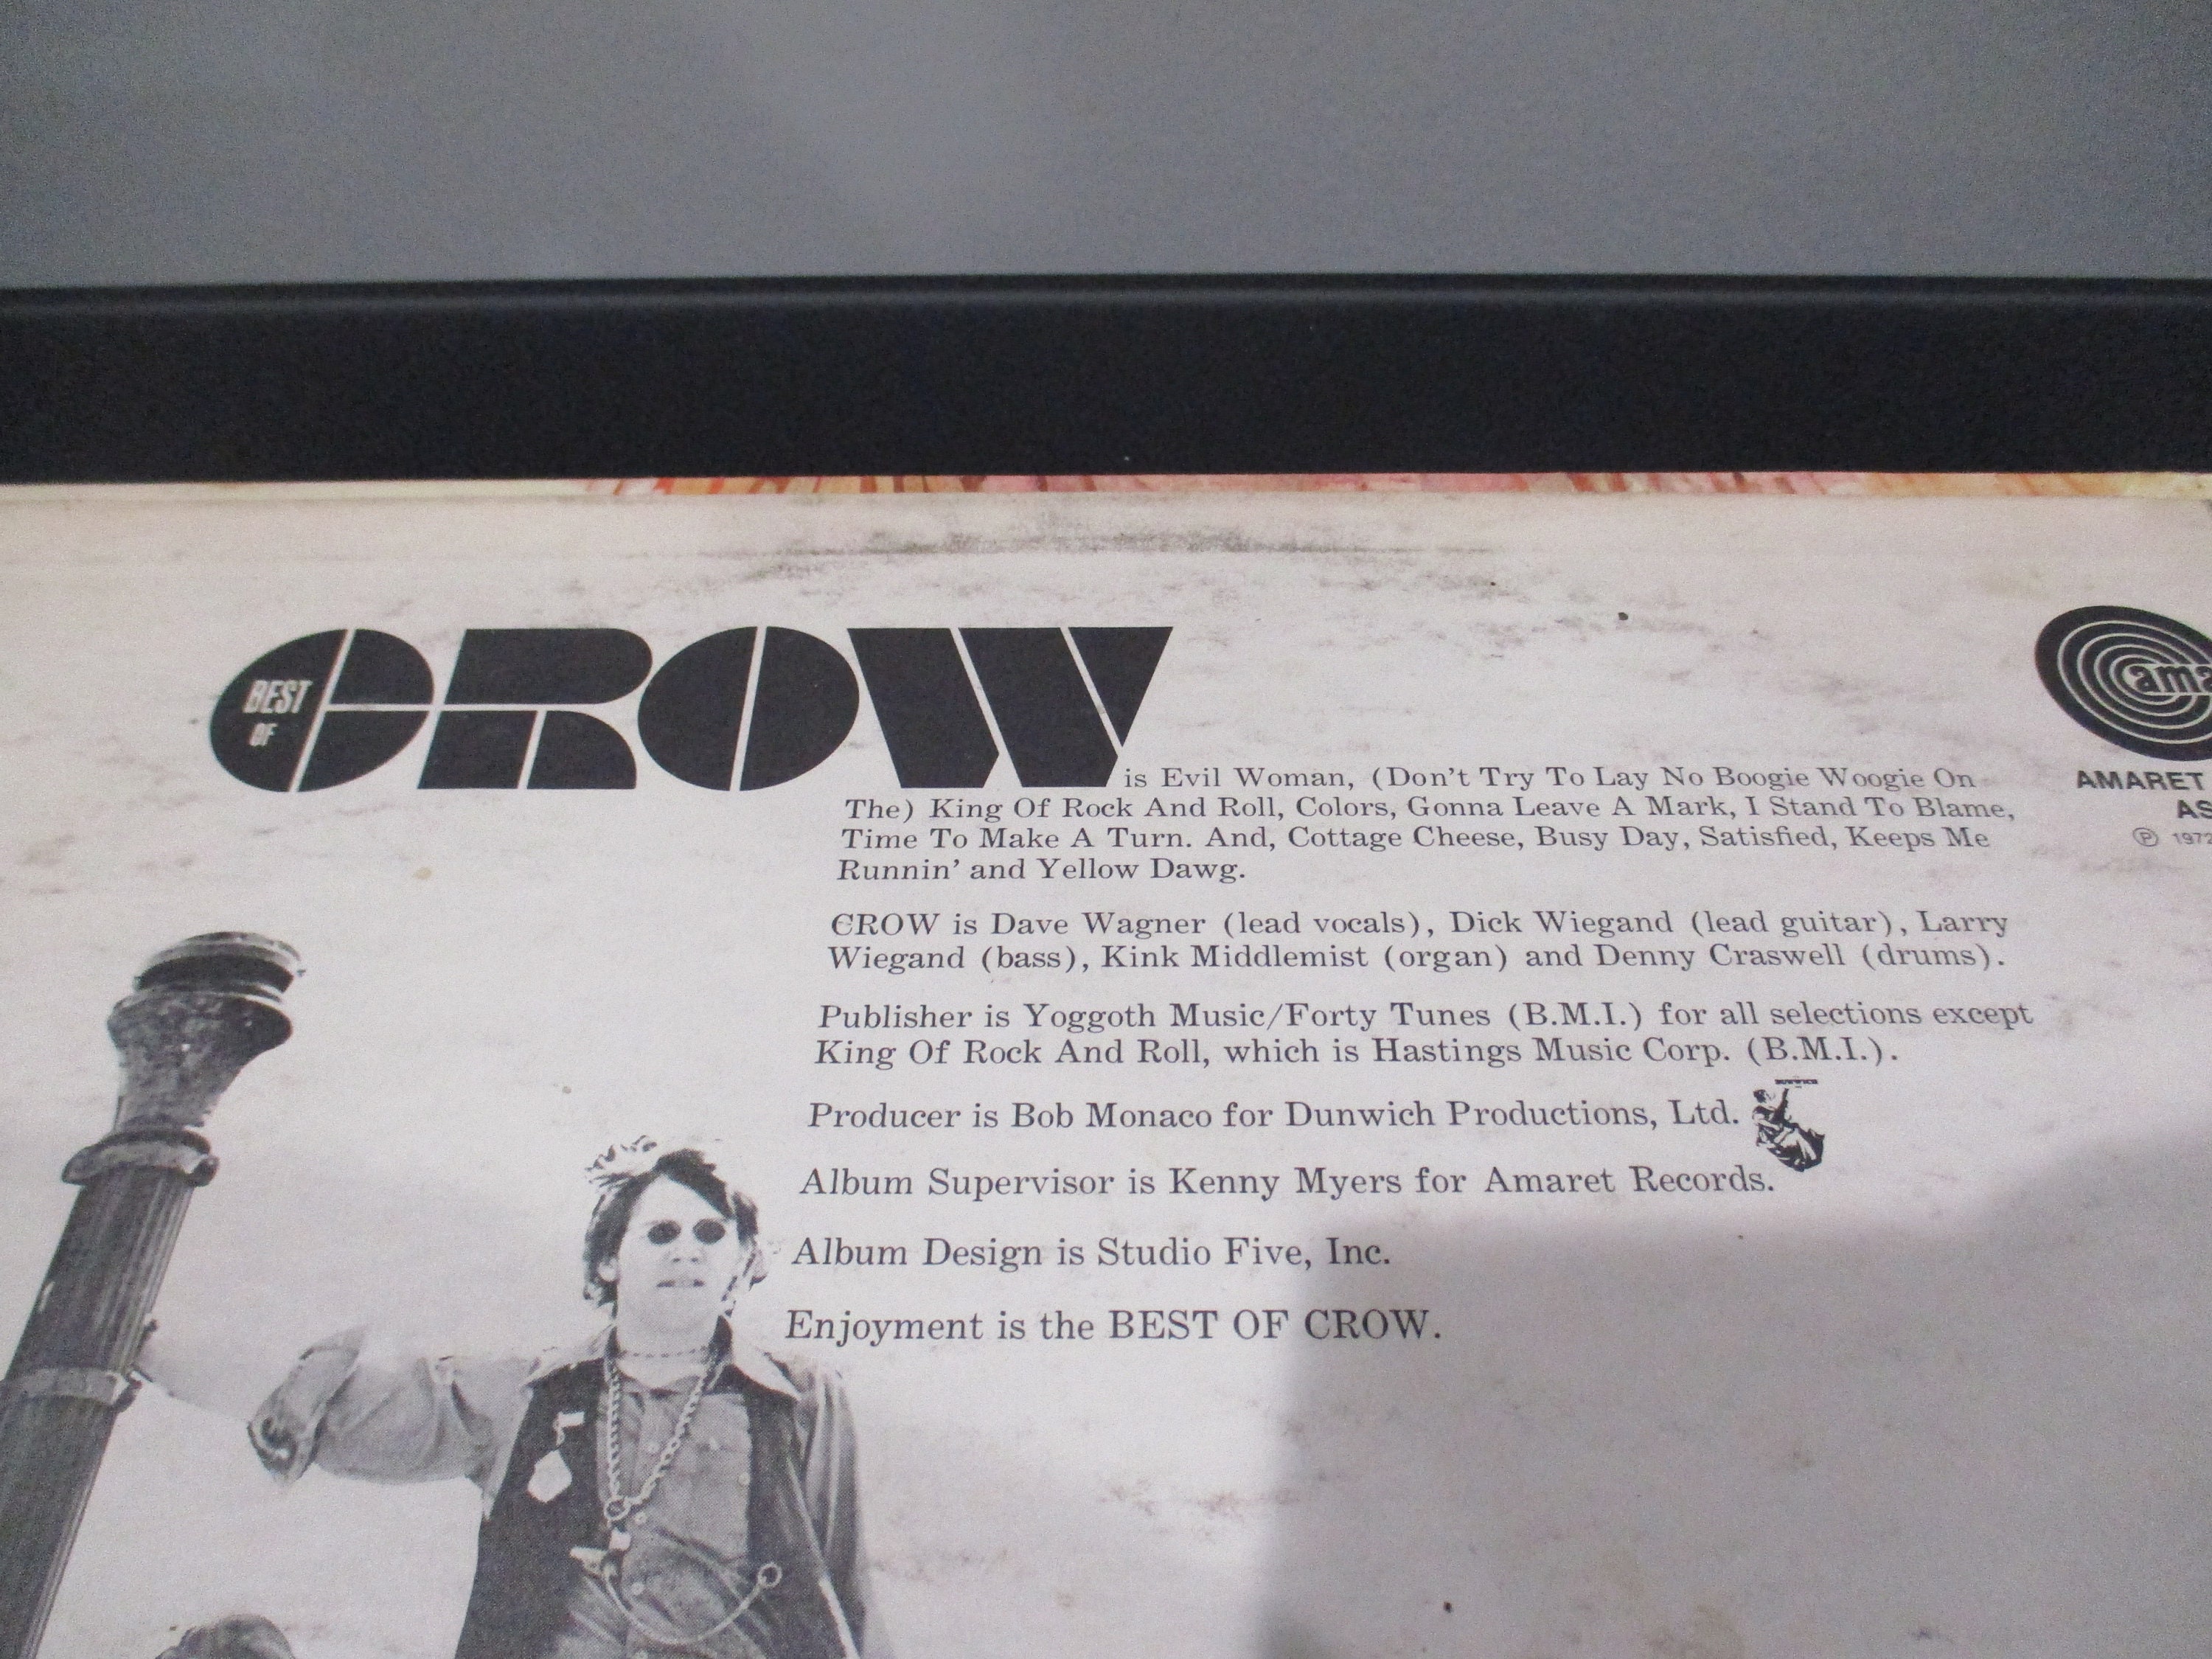 BEST
OF
CROW
is Evil Woman, (Don't Try To Lay No Boogie Woogie On
The) King Of Rock And Roll, Colors, Gonna Leave A Mark, I Stand To Blame,
Time To Make A Turn. And, Cottage Cheese, Busy Day, Satisfied, Keeps Me
Runnin' and Yellow Dawg.
CROW is Dave Wagner (lead vocals), Dick Wiegand (lead guitar), Larry
Wiegand (bass), Kink Middlemist (organ) and Denny Craswell (drums).
Publisher is Yoggoth Music/Forty Tunes (B.M.I.) for all selections except
King Of Rock And Roll, which is Hastings Music Corp. (B.M.I.).
Producer is Bob Monaco for Dunwich Productions, Ltd.
Album Supervisor is Kenny Myers for Amaret Records.
Album Design is Studio Five, Inc.
Enjoyment is the BEST OF CROW.
ama
AMARET
AS
℗ 1972